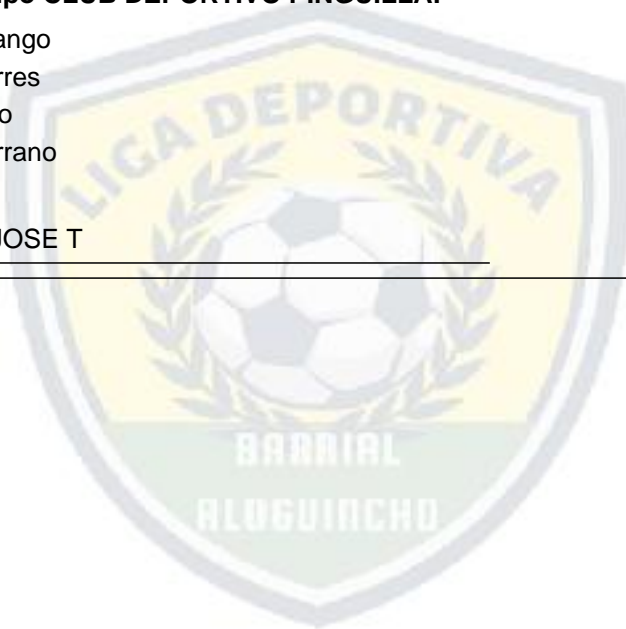 CLUB DEPORTIVO PINGUILLA:
ango
rres
o
rrano
JOSE T
LIGA DEPORTIVA
BARRIAL
ALUGUINCHO